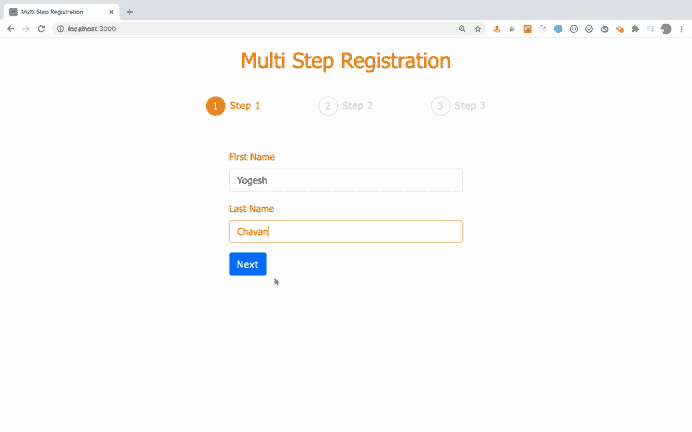 Multi Step Registration
localhost:3000
Multi Step Registration
1 Step 1 2 Step 2 3 Step 3
First Name
Yogesh
Last Name
Chavan
Next